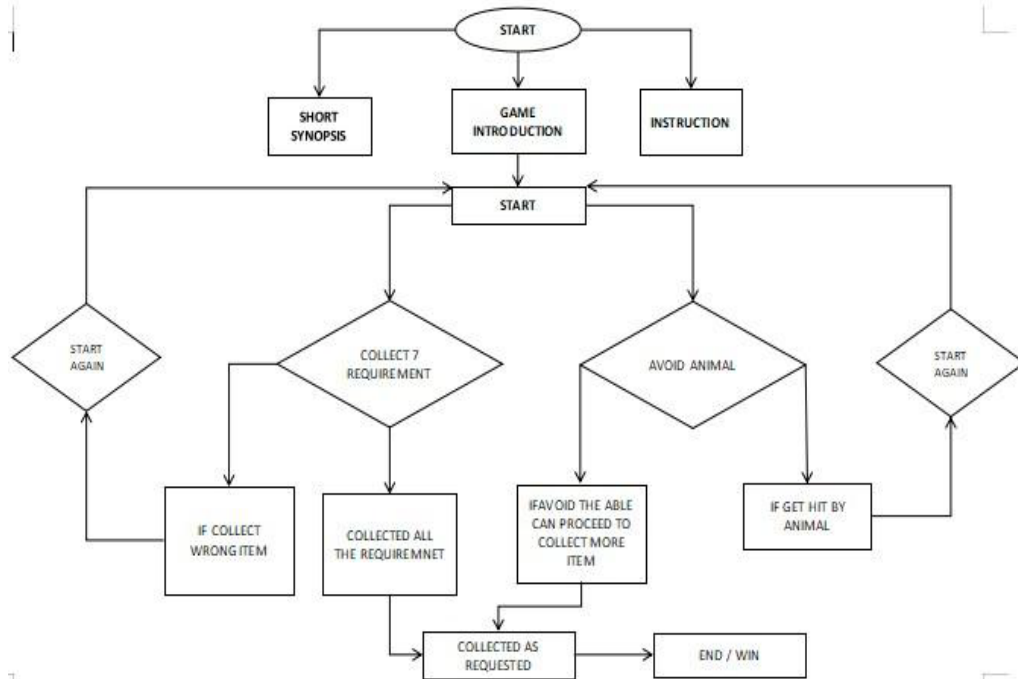 START
SHORT
SYNOPSIS
GAME
INTRODUCTION
INSTRUCTION
START
START
AGAIN
COLLECT 7
REQUIREMENT
AVOID ANIMAL
START
AGAIN
IF COLLECT
WRONG ITEM
COLLECTED ALL
THE REQUIREMNET
IFAVOID THE ABLE
CAN PROCEED TO
COLLECT MORE
ITEM
IF GET HIT BY
ANIMAL
COLLECTED AS
REQUESTED
END / WIN